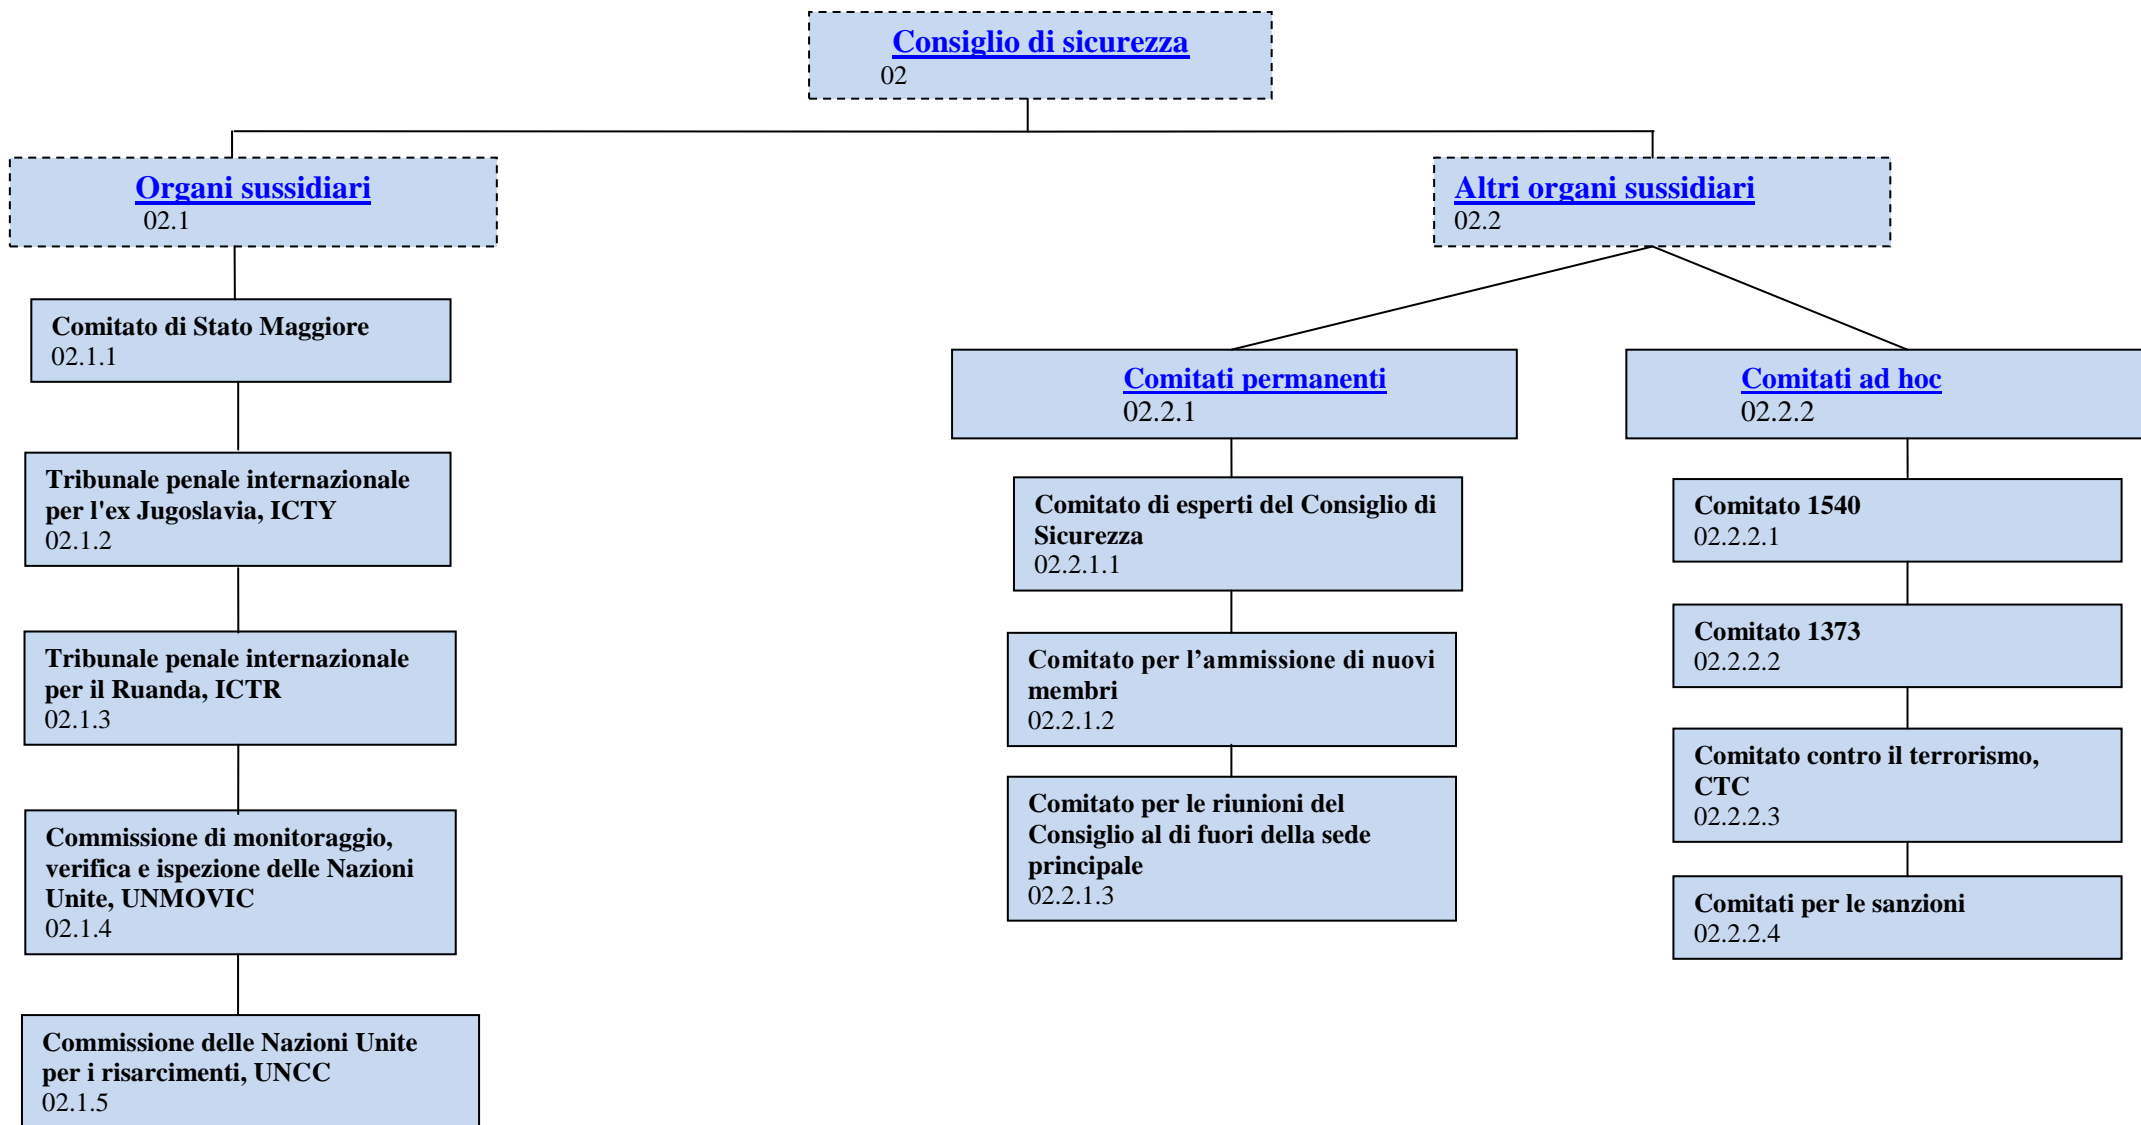 Consiglio di sicurezza
02
Organi sussidiari
02.1
Altri organi sussidiari
02.2
Comitato di Stato Maggiore
02.1.1
Tribunale penale internazionale
per l'ex Jugoslavia, ICTY
02.1.2
Tribunale penale internazionale
per il Ruanda, ICTR
02.1.3
Commissione di monitoraggio,
verifica e ispezione delle Nazioni
Unite, UNMOVIC
02.1.4
Commissione delle Nazioni Unite
per i risarcimenti, UNCC
02.1.5
Comitati permanenti
02.2.1
Comitato di esperti del Consiglio di
Sicurezza
02.2.1.1
Comitato per l’ammissione di nuovi
membri
02.2.1.2
Comitato per le riunioni del
Consiglio al di fuori della sede
principale
02.2.1.3
Comitati ad hoc
02.2.2
Comitato 1540
02.2.2.1
Comitato 1373
02.2.2.2
Comitato contro il terrorismo,
CTC
02.2.2.3
Comitati per le sanzioni
02.2.2.4